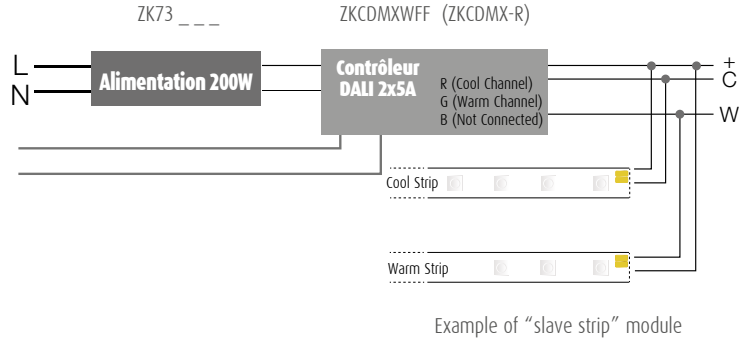 ZK73 _ _ _
ZKCDMXWFF (ZKCDMX-R)
L
N
Alimentation 200W
Contrôleur
DALI 2x5A
R (Cool Channel)
G (Warm Channel)
B (Not Connected)
+
C
W
Cool Strip
Warm Strip
Example of “slave strip” module